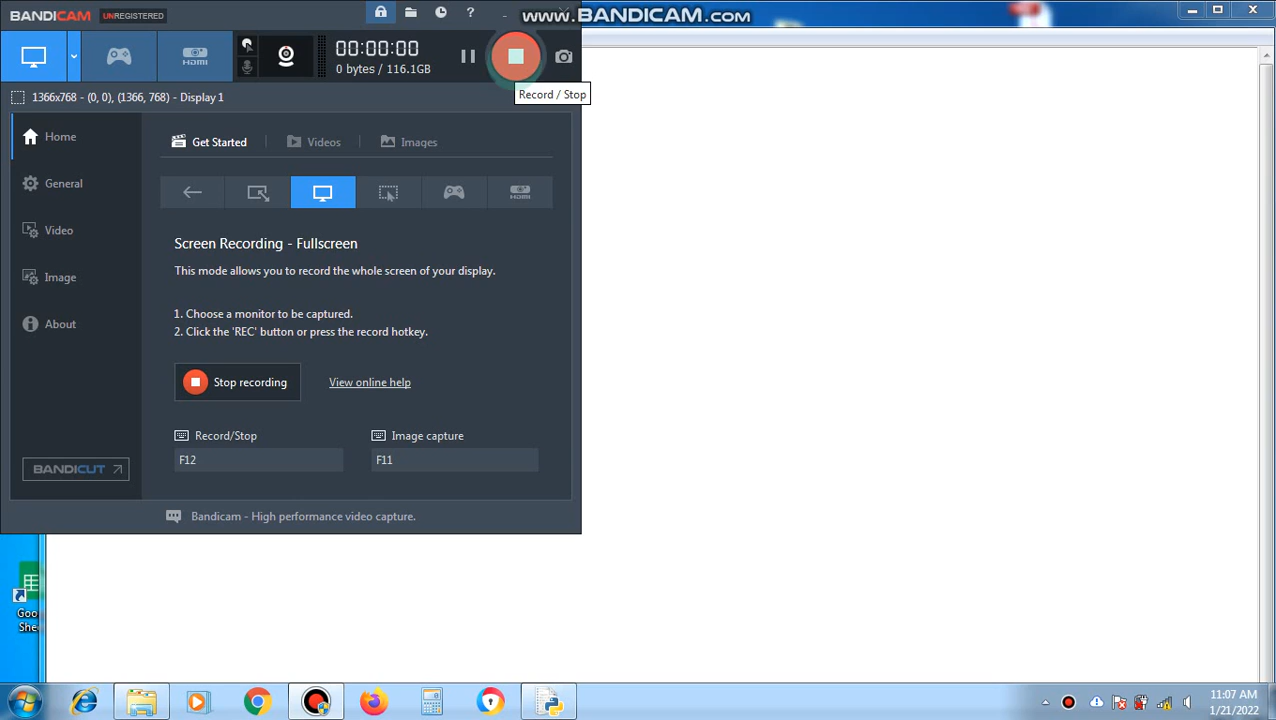 BANDICAM UNREGISTERED
www.BANDICAM.com
HDMI
00:00:00
0 bytes / 116.1GB
Record / Stop
1366x768 - (0, 0), (1366, 768) - Display 1
Home
General
Video
Image
About
BANDICUT
Get Started
Videos
Images
HDMI
Screen Recording - Fullscreen
This mode allows you to record the whole screen of your display.
1. Choose a monitor to be captured.
2. Click the 'REC' button or press the record hotkey.
Stop recording
View online help
Record/Stop
Image capture
F12
F11
Bandicam - High performance video capture.
Goo
She
11:07 AM
1/21/2022